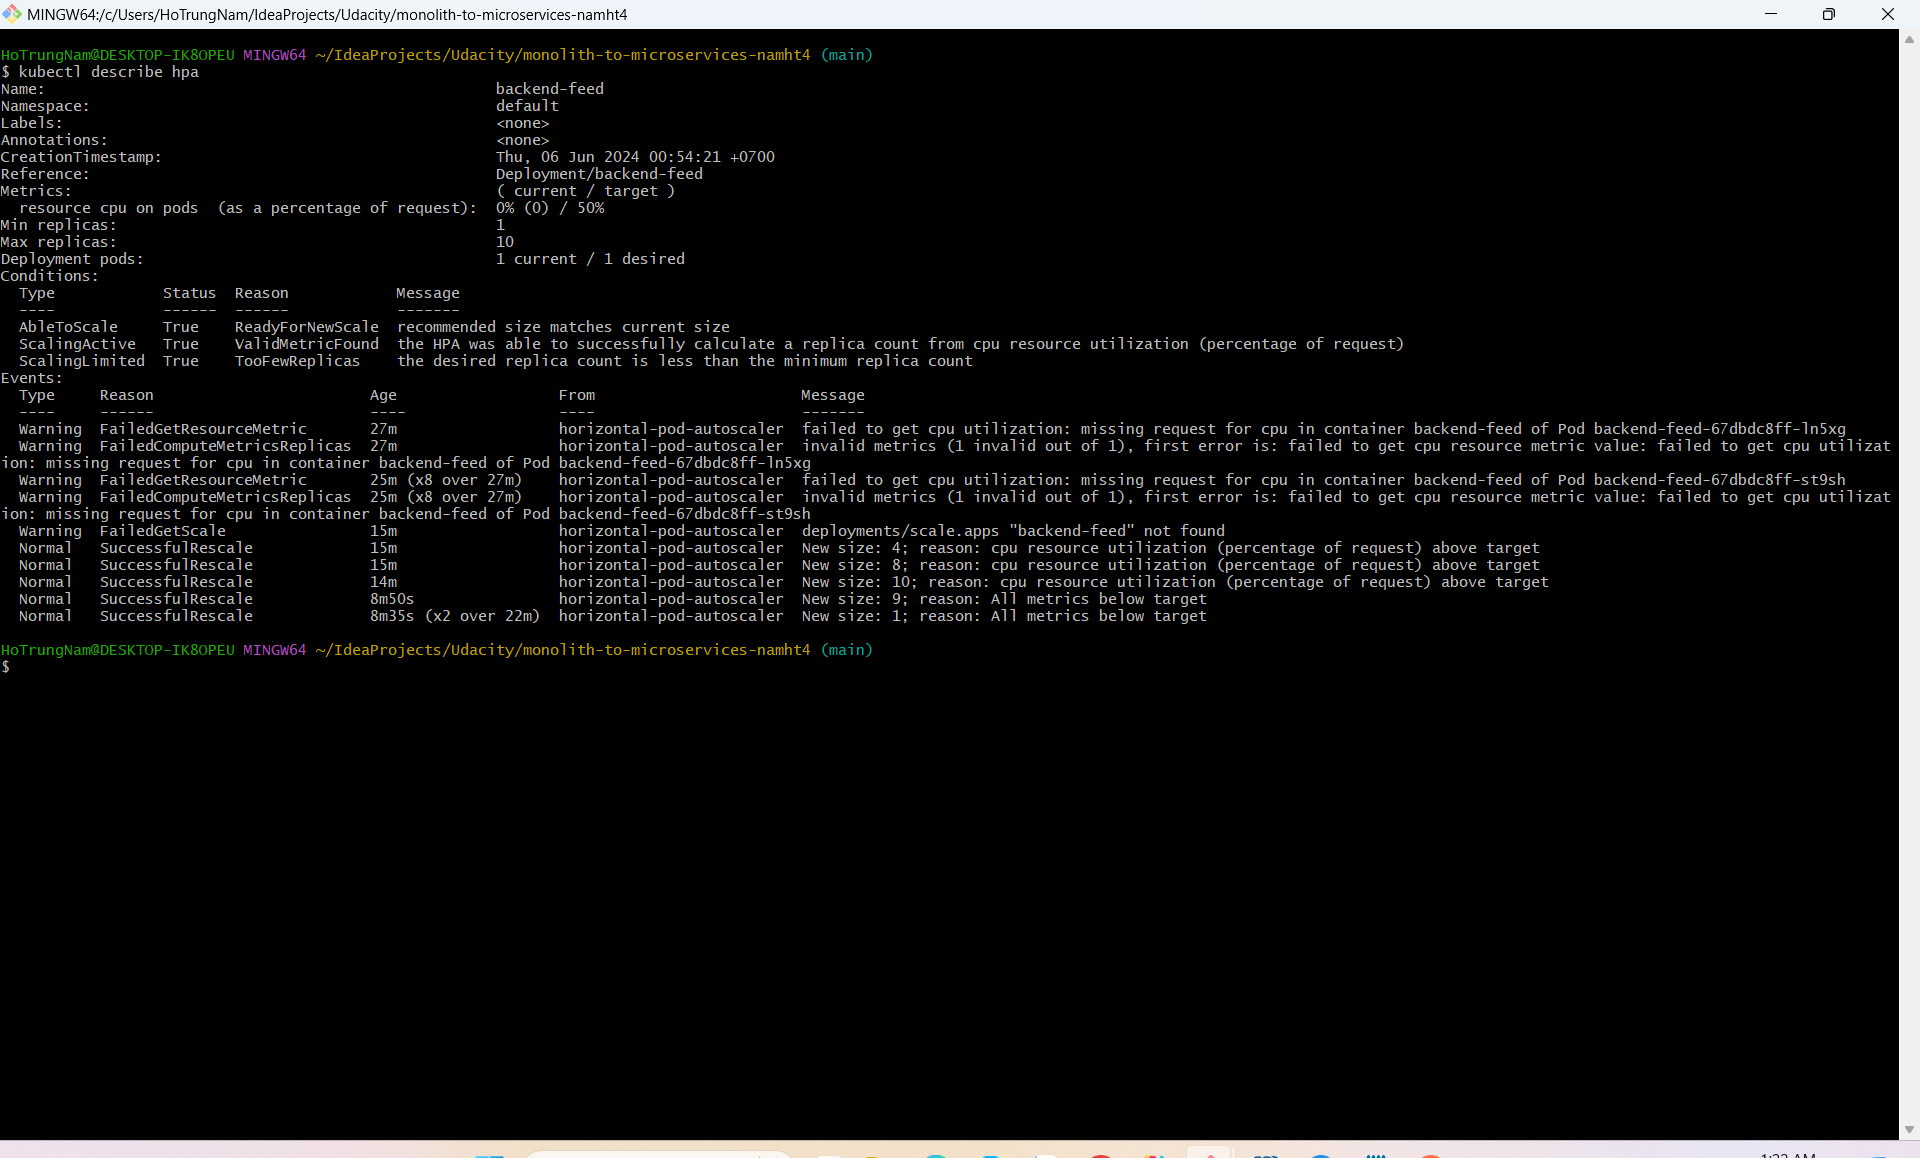 MINGW64:/c/Users/HoTrungNam/IdeaProjects/Udacity/monolith-to-microservices-namht4
HoTrungNam@DESKTOP-IK8OPEU MINGW64 ~/IdeaProjects/Udacity/monolith-to-microservices-namht4 (main)
$ kubectl describe hpa
Name: backend-feed
Namespace: default
Labels: <none>
Annotations: <none>
CreationTimestamp: Thu, 06 Jun 2024 00:54:21 +0700
Reference: Deployment/backend-feed
Metrics: ( current / target )
resource cpu on pods (as a percentage of request): 0% (0) / 50%
Min replicas: 1
Max replicas: 10
Deployment pods: 1 current / 1 desired
Conditions:
Type Status Reason Message
---- ------ ------ -------
AbleToScale True ReadyForNewScale recommended size matches current size
ScalingActive True ValidMetricFound the HPA was able to successfully calculate a replica count from cpu resource utilization (percentage of request)
ScalingLimited True TooFewReplicas the desired replica count is less than the minimum replica count
Events:
Type Reason Age From Message
---- ------ ---- ---- -------
Warning FailedGetResourceMetric 27m horizontal-pod-autoscaler failed to get cpu utilization: missing request for cpu in container backend-feed of Pod backend-feed-67dbdc8ff-ln5xg
Warning FailedComputeMetricsReplicas 27m horizontal-pod-autoscaler invalid metrics (1 invalid out of 1), first error is: failed to get cpu resource metric value: failed to get cpu utilizat
ion: missing request for cpu in container backend-feed of Pod backend-feed-67dbdc8ff-ln5xg
Warning FailedGetResourceMetric 25m (x8 over 27m) horizontal-pod-autoscaler failed to get cpu utilization: missing request for cpu in container backend-feed of Pod backend-feed-67dbdc8ff-st9sh
Warning FailedComputeMetricsReplicas 25m (x8 over 27m) horizontal-pod-autoscaler invalid metrics (1 invalid out of 1), first error is: failed to get cpu resource metric value: failed to get cpu utilizat
ion: missing request for cpu in container backend-feed of Pod backend-feed-67dbdc8ff-st9sh
Warning FailedGetScale 15m horizontal-pod-autoscaler deployments/scale.apps "backend-feed" not found
Normal SuccessfulRescale 15m horizontal-pod-autoscaler New size: 4; reason: cpu resource utilization (percentage of request) above target
Normal SuccessfulRescale 15m horizontal-pod-autoscaler New size: 8; reason: cpu resource utilization (percentage of request) above target
Normal SuccessfulRescale 14m horizontal-pod-autoscaler New size: 10; reason: cpu resource utilization (percentage of request) above target
Normal SuccessfulRescale 8m50s horizontal-pod-autoscaler New size: 9; reason: All metrics below target
Normal SuccessfulRescale 8m35s (x2 over 22m) horizontal-pod-autoscaler New size: 1; reason: All metrics below target
HoTrungNam@DESKTOP-IK8OPEU MINGW64 ~/IdeaProjects/Udacity/monolith-to-microservices-namht4 (main)
$